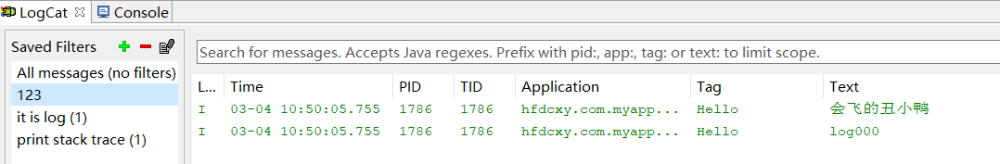 LogCat Console
Saved Filters
Search for messages. Accepts Java regexes. Prefix with pid:, app:, tag: or text: to limit scope.
All messages (no filters)
123
it is log (1)
print stack trace (1)
L... Time PID TID Application Tag Text
I 03-04 10:50:05.755 1786 1786 hfdcxy.com.myapp... Hello 会飞的丑小鸭
I 03-04 10:50:05.755 1786 1786 hfdcxy.com.myapp... Hello log000